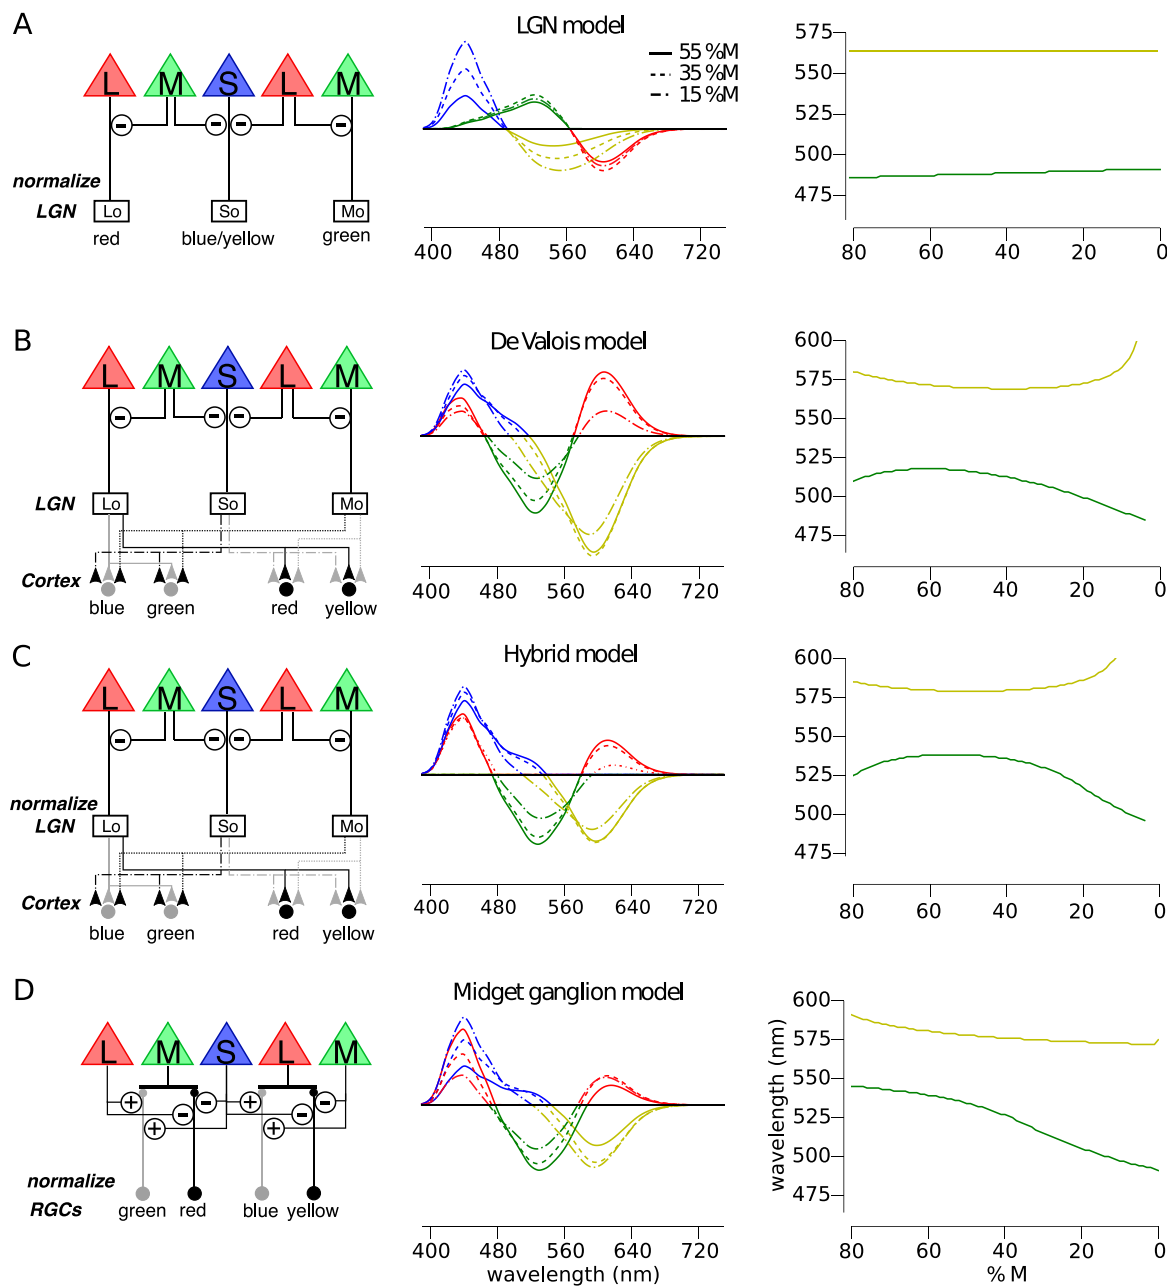 A
L M S L M
normalize
LGN
Lo So Mo
red blue/yellow green
LGN model
55 %M
35 %M
15 %M
400 480 560 640 720
575
550
500
475
80 60 40 20 0
B
L M S L M
LGN
Lo So Mo
Cortex
blue green red yellow
De Valois model
400 480 560 640 720
600
575
550
525
500
475
80 60 40 20 0
C
L M S L M
normalize
LGN
Lo So Mo
Cortex
blue green red yellow
Hybrid model
400 480 560 640 720
600
575
550
525
500
475
80 60 40 20 0
D
L M S L M
normalize
RGCs
green red blue yellow
Midget ganglion model
400 480 560 640 720
wavelength (nm)
wavelength (nm)
600
575
550
525
500
475
80 60 40 20 0
% M